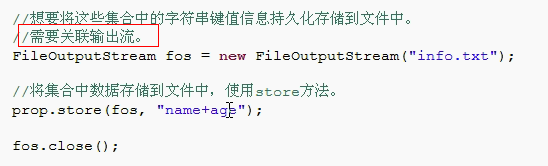 //想要将这些集合中的字符串键值信息持久化存储到文件中。
//需要关联输出流。
FileOutputStream fos = new FileOutputStream("info.txt");
//将集合中数据存储到文件中，使用store方法。
prop.store(fos, "name+age");
fos.close();